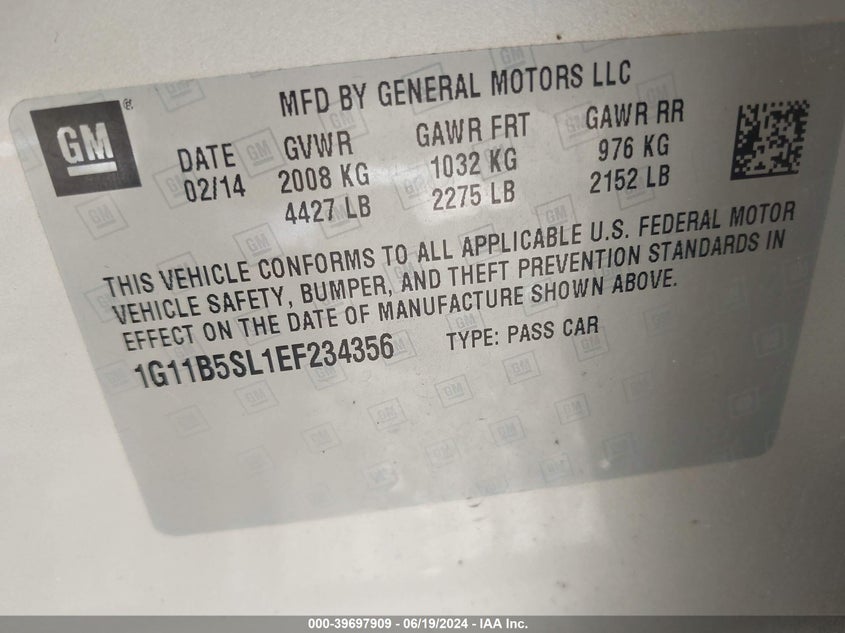 GM ®
MFD BY GENERAL MOTORS LLC
DATE GVWR GAWR FRT GAWR RR
02/14 2008 KG 1032 KG 976 KG
4427 LB 2275 LB 2152 LB
THIS VEHICLE CONFORMS TO ALL APPLICABLE U.S. FEDERAL MOTOR
VEHICLE SAFETY, BUMPER, AND THEFT PREVENTION STANDARDS IN
EFFECT ON THE DATE OF MANUFACTURE SHOWN ABOVE.
1G11B5SL1EF234356 TYPE: PASS CAR
000-39697909 - 06/19/2024 - IAA Inc.